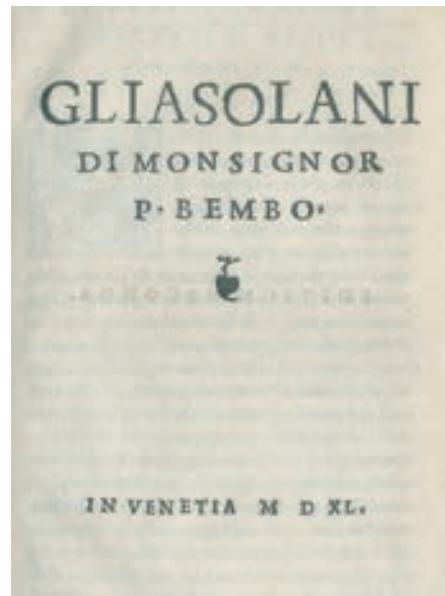 GLIASOLANI
DI MONSIGNOR
P. BEMBO.
IN VENETIA M D XL.